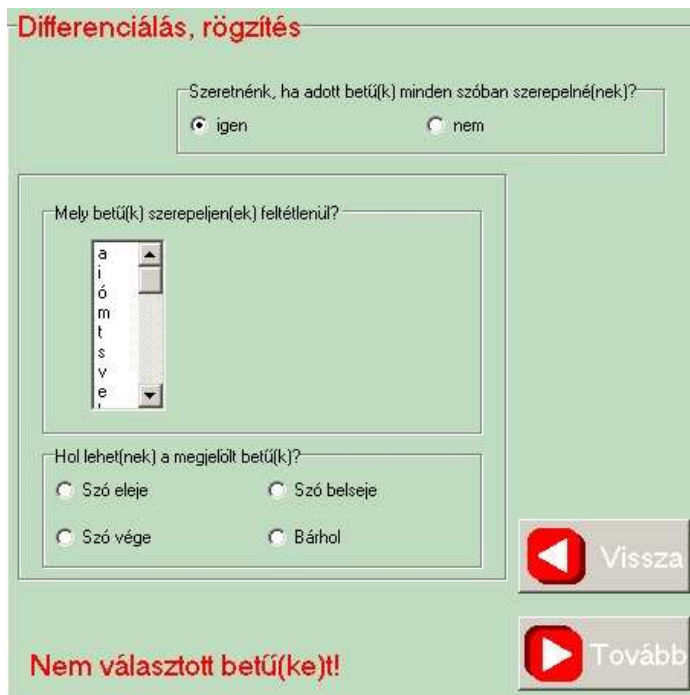 Differenciálás, rögzítés
Szeretnénk, ha adott betű(k) minden szóban szerepelné(nek)?
igen nem
Mely betű(k) szerepeljen(ek) feltétlenül?
a
i
ó
m
t
s
v
e
Hol lehet(nek) a megjelölt betű(k)?
Szó eleje Szó belseje
Szó vége Bárhol
Vissza
Nem választott betű(ke)t!
Tovább